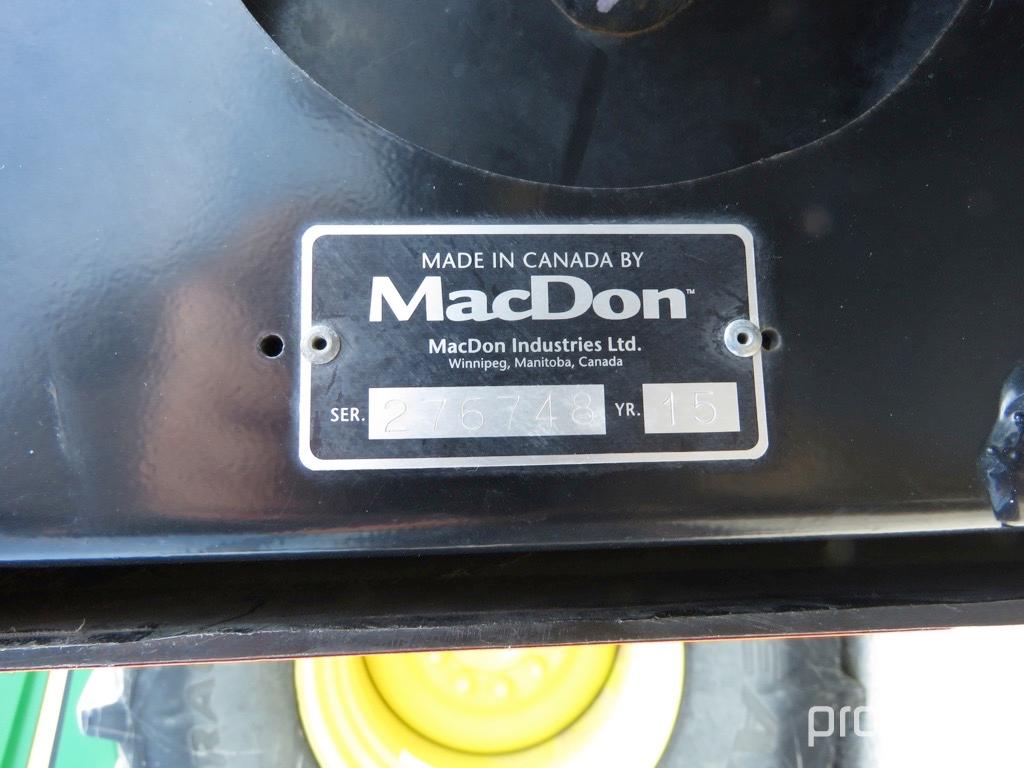 MADE IN CANADA BY
MacDon™
MacDon Industries Ltd.
Winnipeg, Manitoba, Canada
SER. 276748 YR. 15